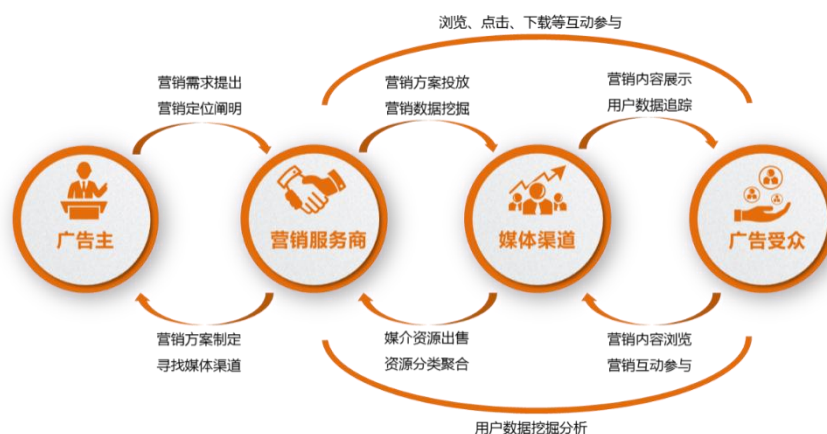 浏览、点击、下载等互动参与
营销需求提出
营销定位阐明
营销方案投放
营销数据挖掘
营销内容展示
用户数据追踪
广告主
营销服务商
媒体渠道
广告受众
营销方案制定
寻找媒体渠道
媒介资源出售
资源分类聚合
营销内容浏览
营销互动参与
用户数据挖掘分析